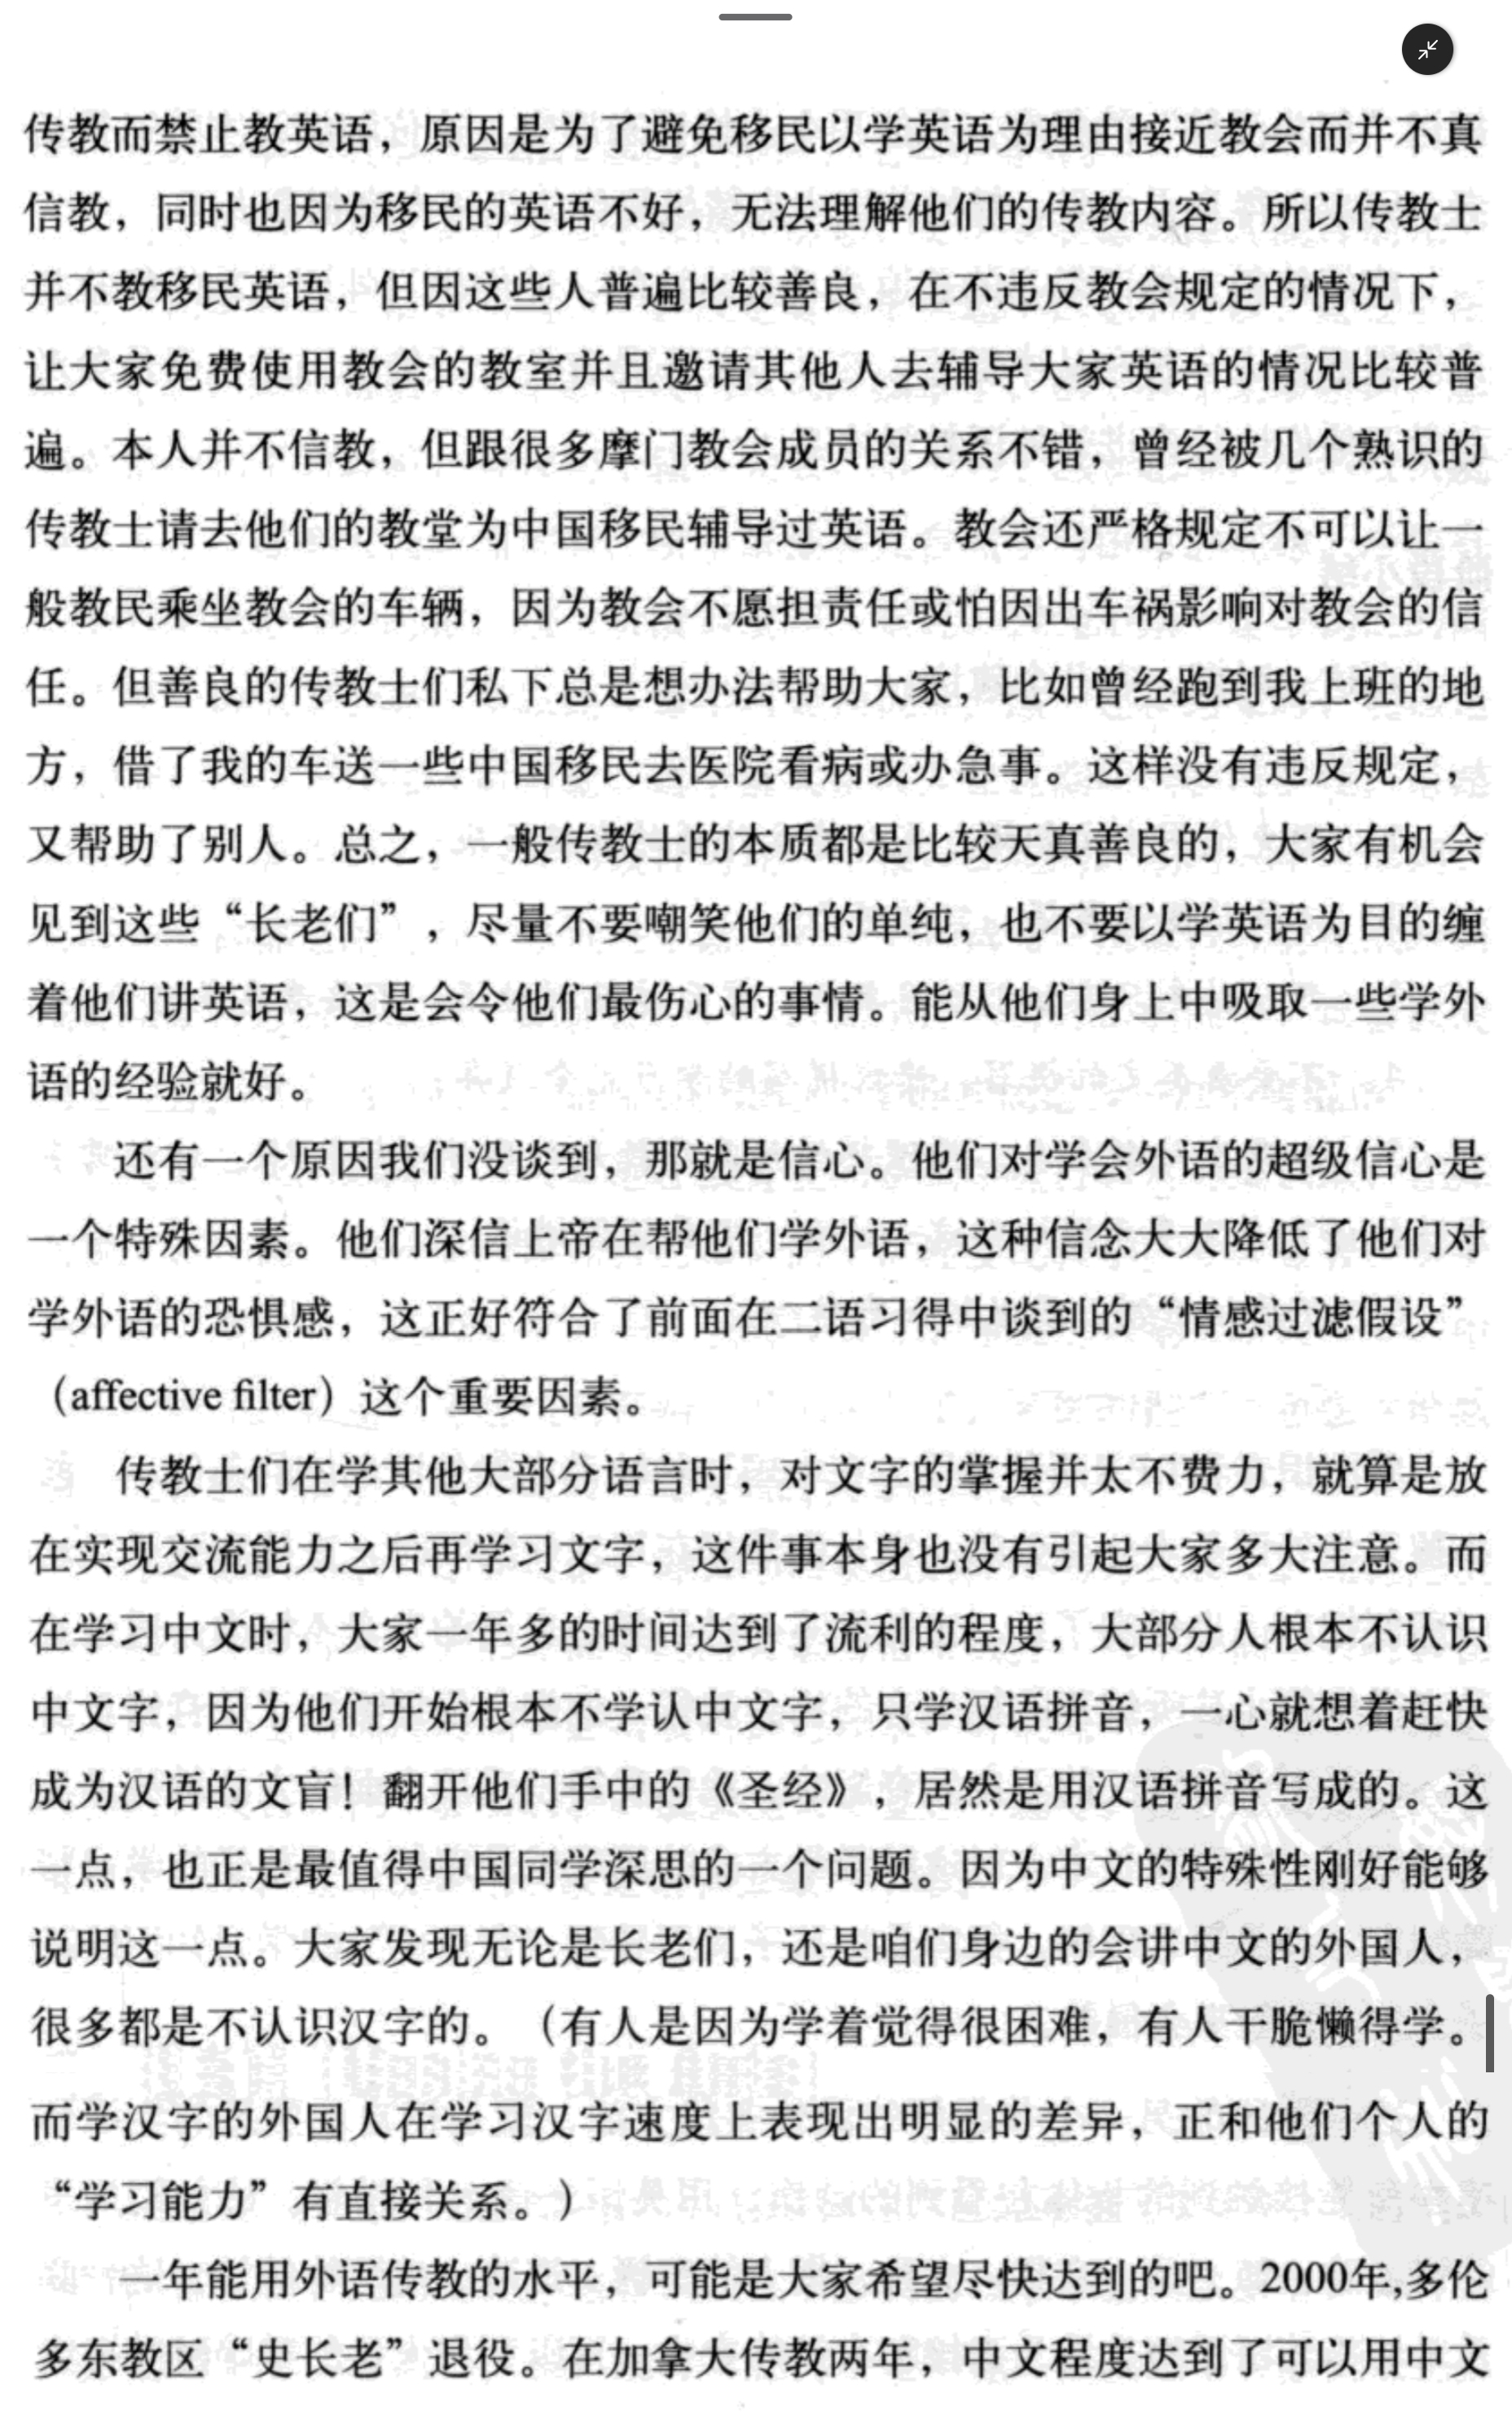 传教而禁止教英语，原因是为了避免移民以学英语为理由接近教会而并不真
信教，同时也因为移民的英语不好，无法理解他们的传教内容。所以传教士
并不教移民英语，但因这些人普遍比较善良，在不违反教会规定的情况下，
让大家免费使用教会的教室并且邀请其他人去辅导大家英语的情况比较普
遍。本人并不信教，但跟很多摩门教会成员的关系不错，曾经被几个熟识的
传教士请去他们的教堂为中国移民辅导过英语。教会还严格规定不可以让一
般教民乘坐教会的车辆，因为教会不愿担责任或怕因出车祸影响对教会的信
任。但善良的传教士们私下总是想办法帮助大家，比如曾经跑到我上班的地
方，借了我的车送一些中国移民去医院看病或办急事。这样没有违反规定，
又帮助了别人。总之，一般传教士的本质都是比较天真善良的，大家有机会
见到这些“长老们”，尽量不要嘲笑他们的单纯，也不要以学英语为目的缠
着他们讲英语，这是会令他们最伤心的事情。能从他们身上中吸取一些学外
语的经验就好。
还有一个原因我们没谈到，那就是信心。他们对学会外语的超级信心是
一个特殊因素。他们深信上帝在帮他们学外语，这种信念大大降低了他们对
学外语的恐惧感，这正好符合了前面在二语习得中谈到的“情感过滤假设”
（affective filter）这个重要因素。
传教士们在学其他大部分语言时，对文字的掌握并太不费力，就算是放
在实现交流能力之后再学习文字，这件事本身也没有引起大家多大注意。而
在学习中文时，大家一年多的时间达到了流利的程度，大部分人根本不认识
中文字，因为他们开始根本不学认中文字，只学汉语拼音，一心就想着赶快
成为汉语的文盲！翻开他们手中的《圣经》，居然是用汉语拼音写成的。这
一点，也正是最值得中国同学深思的一个问题。因为中文的特殊性刚好能够
说明这一点。大家发现无论是长老们，还是咱们身边的会讲中文的外国人，
很多都是不认识汉字的。（有人是因为学着觉得很困难，有人干脆懒得学。
而学汉字的外国人在学习汉字速度上表现出明显的差异，正和他们个人的
“学习能力”有直接关系。）
一年能用外语传教的水平，可能是大家希望尽快达到的吧。2000年,多伦
多东教区“史长老”退役。在加拿大传教两年，中文程度达到了可以用中文